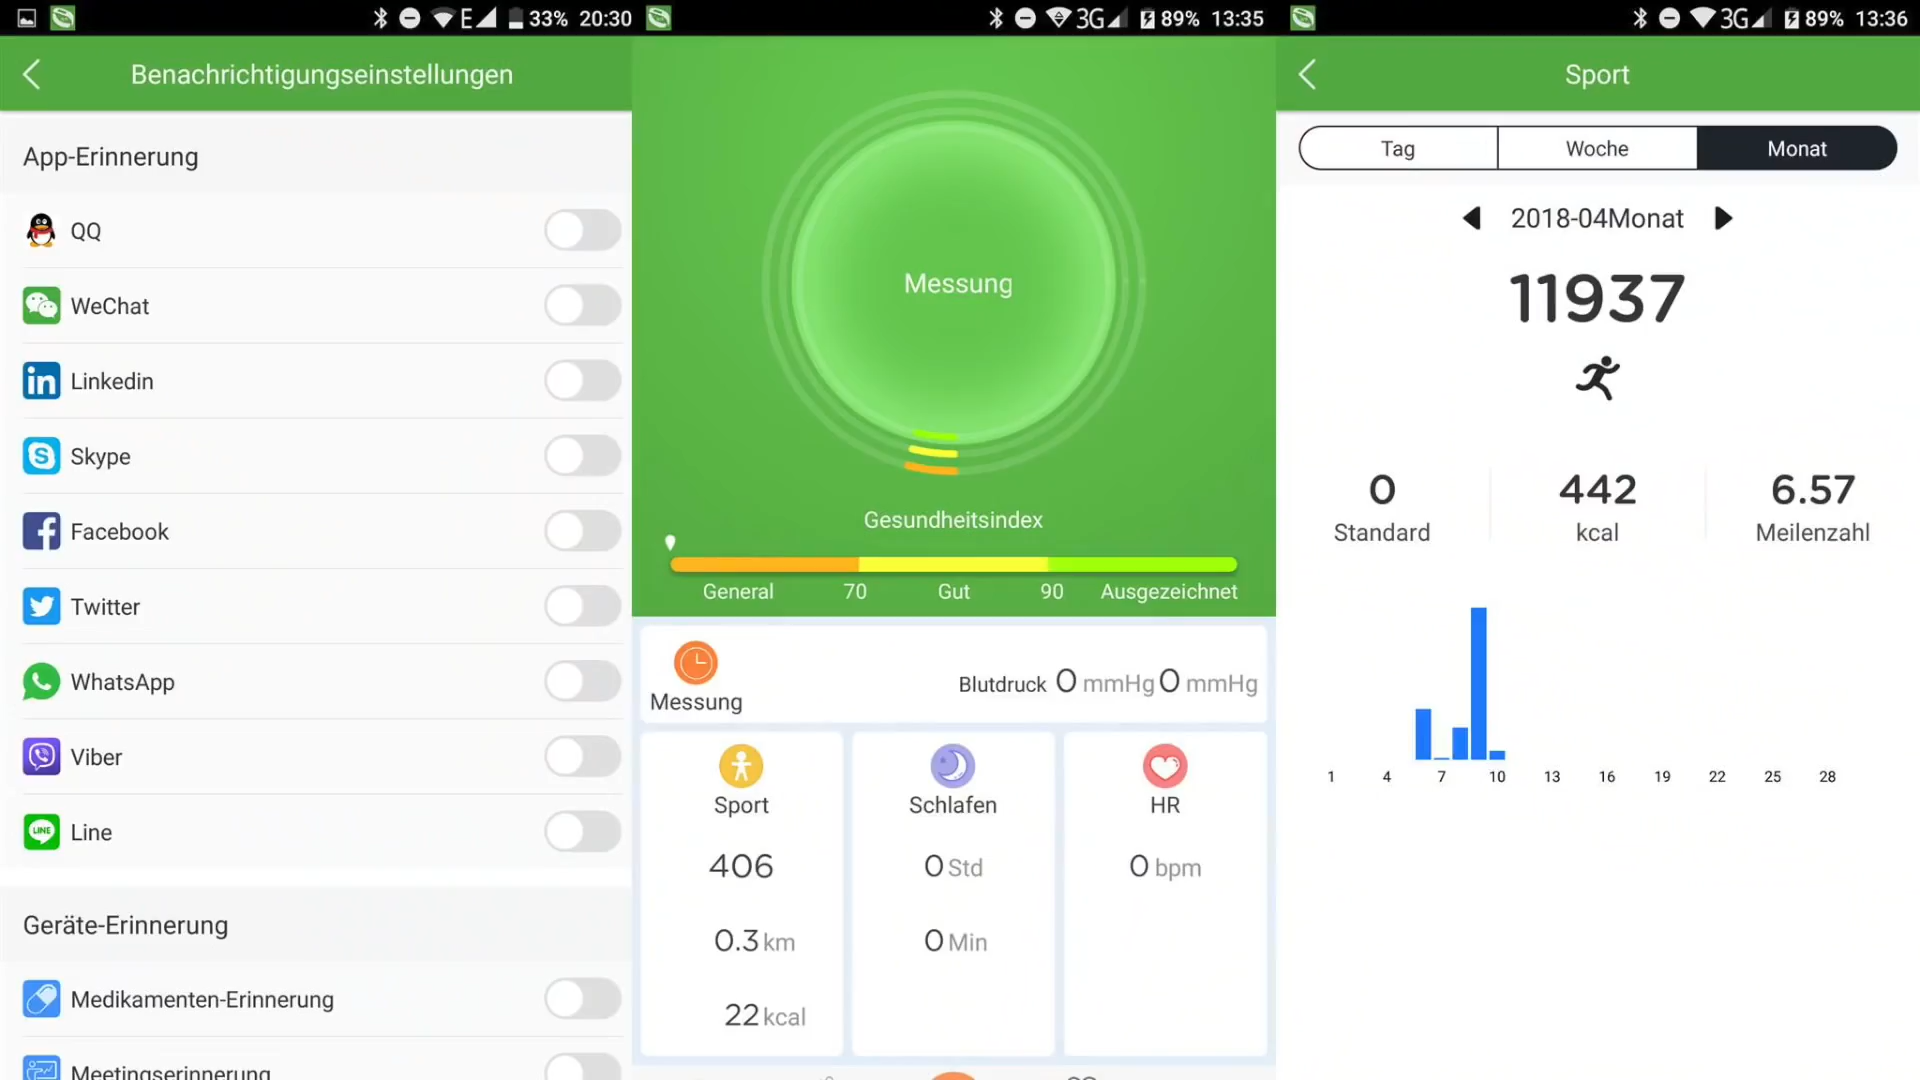 E 33% 20:30
Benachrichtigungseinstellungen
App-Erinnerung
QQ
WeChat
Linkedin
Skype
Facebook
Twitter
WhatsApp
Viber
LINE
Line
Geräte-Erinnerung
Medikamenten-Erinnerung
Meetingserinnerung
3G 89% 13:35
Messung
Gesundheitsindex
General 70 Gut 90 Ausgezeichnet
Messung
Blutdruck 0 mmHg 0 mmHg
Sport
406
0.3 km
22 kcal
Schlafen
0 Std
0 Min
HR
0 bpm
3G 89% 13:36
Sport
Tag Woche Monat
2018-04Monat
11937
0 442 6.57
Standard kcal Meilenzahl
1 4 7 10 13 16 19 22 25 28